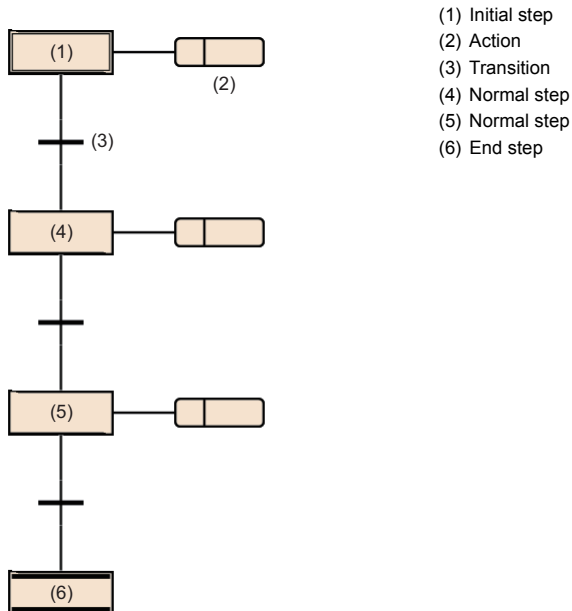 (1)
(2)
(3)
(4)
(5)
(6)
(1) Initial step
(2) Action
(3) Transition
(4) Normal step
(5) Normal step
(6) End step